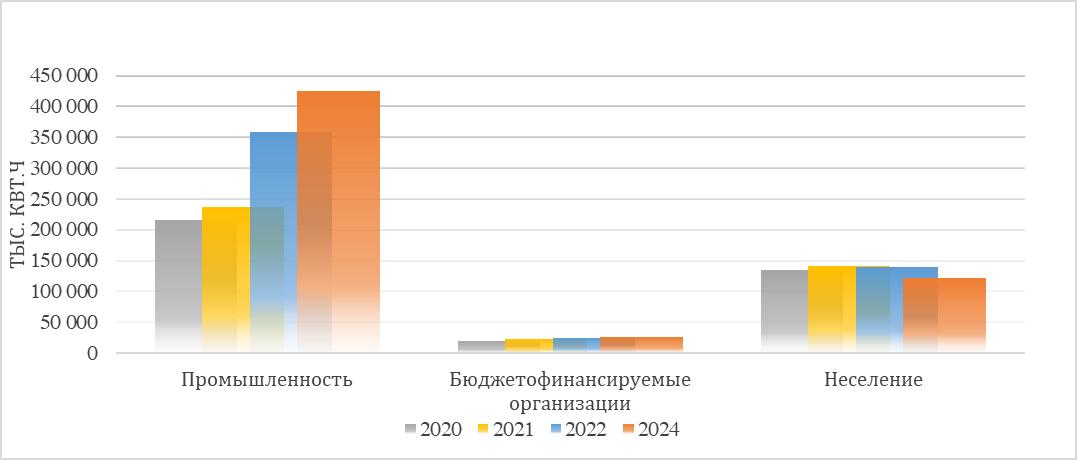 450 000
400 000
350 000
300 000
250 000
200 000
150 000
100 000
50 000
0
ТЫС. КВТ.Ч
Промышленность
Бюджетофинансируемые
организации
Неселение
2020 2021 2022 2024